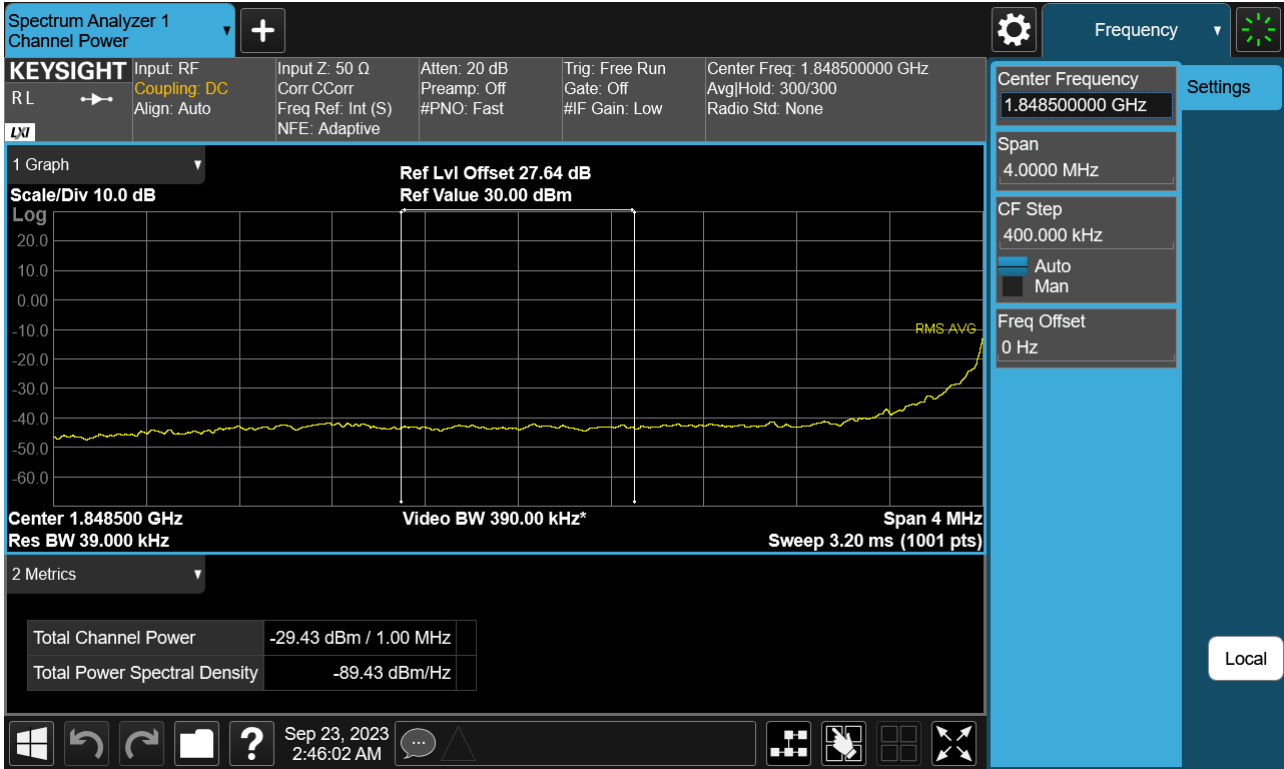 Spectrum Analyzer 1
Channel Power
Frequency
KEYSIGHT
R L
LXI
Input: RF
Coupling: DC
Align: Auto
Input Z: 50 Ω
Corr CCorr
Freq Ref: Int (S)
NFE: Adaptive
Atten: 20 dB
Preamp: Off
#PNO: Fast
Trig: Free Run
Gate: Off
#IF Gain: Low
Center Freq: 1.848500000 GHz
Avg|Hold: 300/300
Radio Std: None
Center Frequency
1.848500000 GHz
Settings
Span
4.0000 MHz
CF Step
400.000 kHz
Auto
Man
Freq Offset
0 Hz
Local
1 Graph
Scale/Div 10.0 dB
Ref Lvl Offset 27.64 dB
Ref Value 30.00 dBm
Log
20.0
10.0
0.00
-10.0
-20.0
-30.0
-40.0
-50.0
-60.0
RMS AVG
Center 1.848500 GHz
Video BW 390.00 kHz*
Span 4 MHz
Res BW 39.000 kHz
Sweep 3.20 ms (1001 pts)
2 Metrics
Total Channel Power -29.43 dBm / 1.00 MHz
Total Power Spectral Density -89.43 dBm/Hz
?
Sep 23, 2023
2:46:02 AM